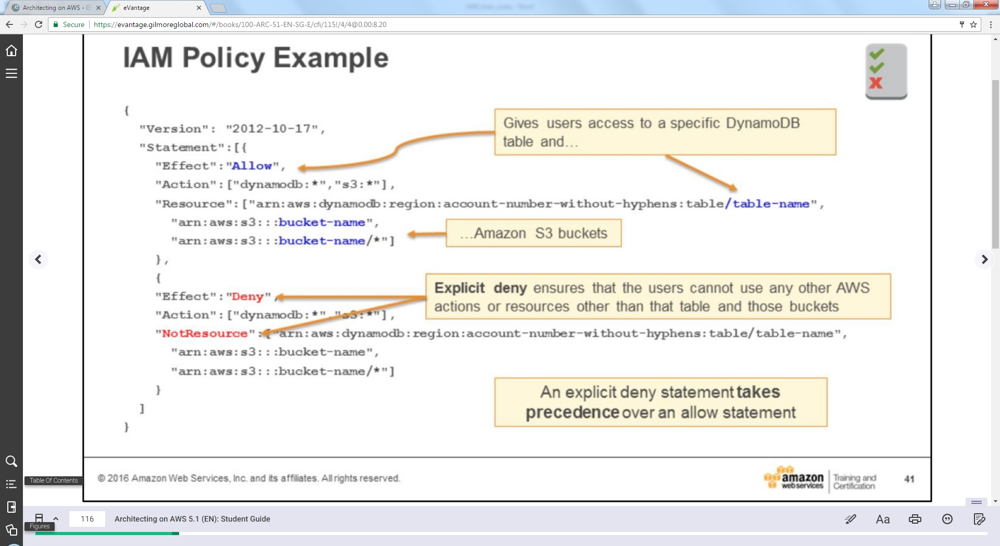 Architecting on AWS - G
eVantage
Secure
https://evantage.gilmoreglobal.com/#/books/100-ARC-51-EN-SG-E/cfi/115!/4/4@0.00:8.20
IAM Policy Example
{
"Version": "2012-10-17",
"Statement":[{
"Effect":"Allow",
"Action":["dynamodb:*","s3:*"],
"Resource":["arn:aws:dynamodb:region:account-number-without-hyphens:table/table-name",
"arn:aws:s3:::bucket-name",
"arn:aws:s3:::bucket-name/*"]
},
{
"Effect":"Deny",
"Action":["dynamodb:*","s3:*"],
"NotResource":["arn:aws:dynamodb:region:account-number-without-hyphens:table/table-name",
"arn:aws:s3:::bucket-name",
"arn:aws:s3:::bucket-name/*"]
}
]
}
Gives users access to a specific DynamoDB
table and...
...Amazon S3 buckets
Explicit deny ensures that the users cannot use any other AWS
actions or resources other than that table and those buckets
An explicit deny statement takes
precedence over an allow statement
© 2016 Amazon Web Services, Inc. and its affiliates. All rights reserved.
amazon
webservices
Training and
Certification
41
Table Of Contents
Figures
116
Architecting on AWS 5.1 (EN): Student Guide
Aa